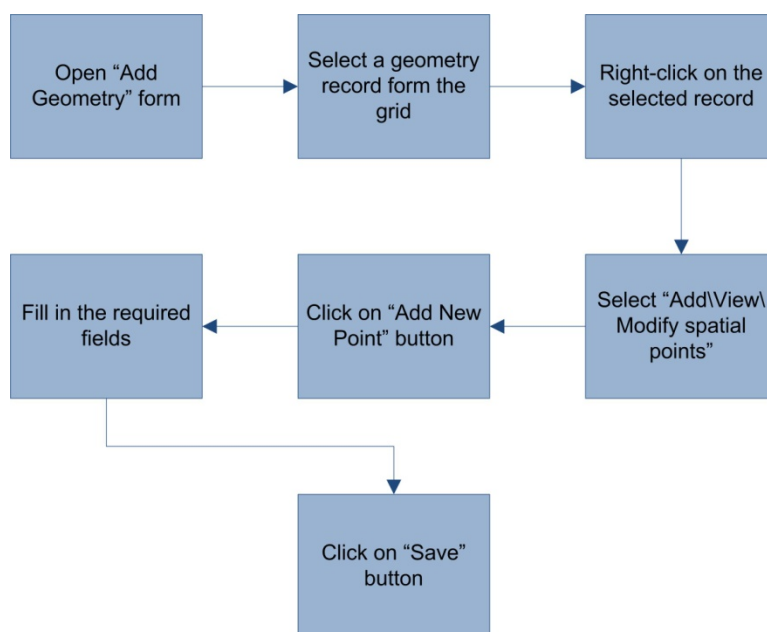 Open “Add
Geometry” form
Select a geometry
record form the
grid
Right-click on the
selected record
Select “Add\View\
Modify spatial
points”
Click on “Add New
Point” button
Fill in the required
fields
Click on “Save”
button